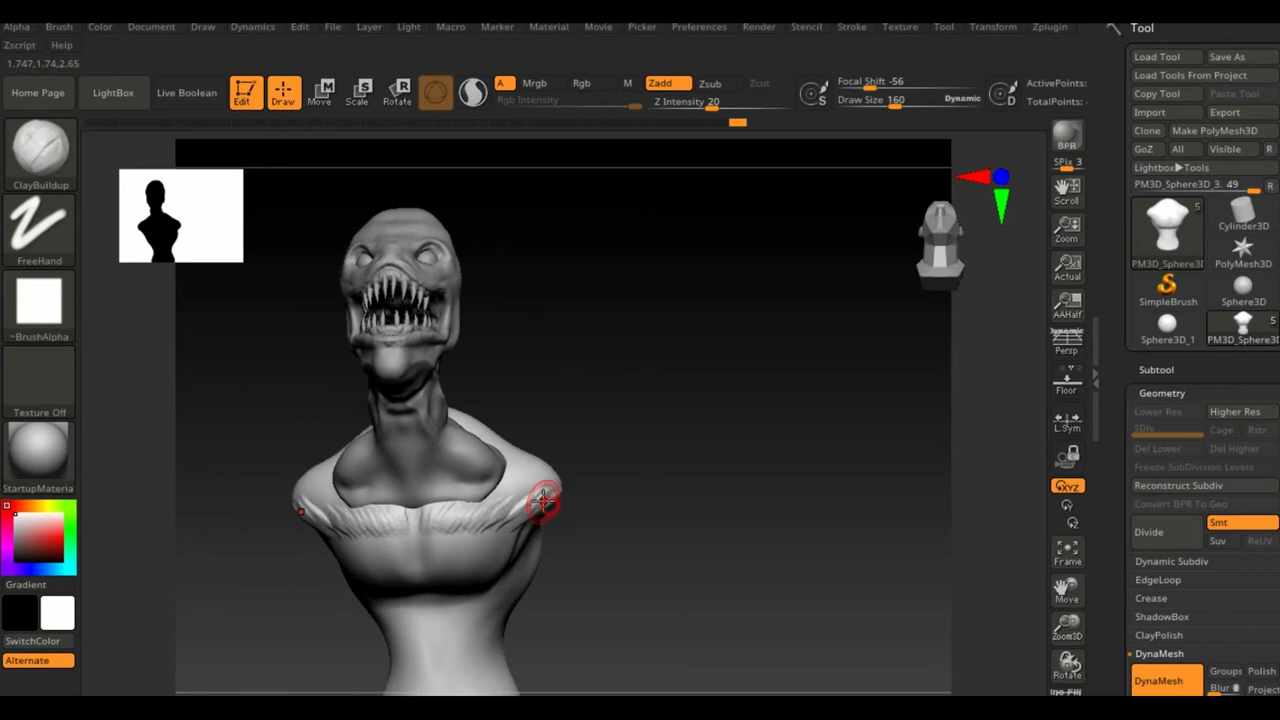 Alpha Brush Color Document Draw Dynamics Edit File Layer Light Macro Marker Material Movie Picker Preferences Render Stencil Stroke Texture Tool Transform Zplugin
Zscript Help
Tool
1.747,1.74,2.65
Load Tool Save As
Load Tools From Project
Copy Tool Paste Tool
Import Export
Clone Make PolyMesh3D
GoZ All Visible R
Lightbox▶Tools
PM3D_Sphere3D_3. 49 R
Home Page LightBox Live Boolean Edit Draw Move Scale Rotate
A Mrgb Rgb M Zadd Zsub Zcut
Rgb Intensity Z Intensity 20
Focal Shift -56
Draw Size 160 Dynamic
S D
ActivePoints:
TotalPoints:
ClayBuildup
FreeHand
~BrushAlpha
Texture Off
StartupMateria
Gradient
SwitchColor
Alternate
BPR
SPix 3
Scroll
Zoom
Actual
AAHalf
Dynamic
Persp
Floor
L.Sym
XYZ
Frame
Move
Zoom3D
Rotate
5
PM3D_Sphere3D
Cylinder3D
PolyMesh3D
SimpleBrush
Sphere3D
Sphere3D_1
5
PM3D_Sphere3D
Subtool
Geometry
Lower Res Higher Res
SDiv Cage Rstr
Del Lower Del Higher
Freeze SubDivision Levels
Reconstruct Subdiv
Convert BPR To Geo
Divide Smt
Suv ReUV
Dynamic Subdiv
EdgeLoop
Crease
ShadowBox
ClayPolish
DynaMesh
DynaMesh Groups Polish
Blur Project